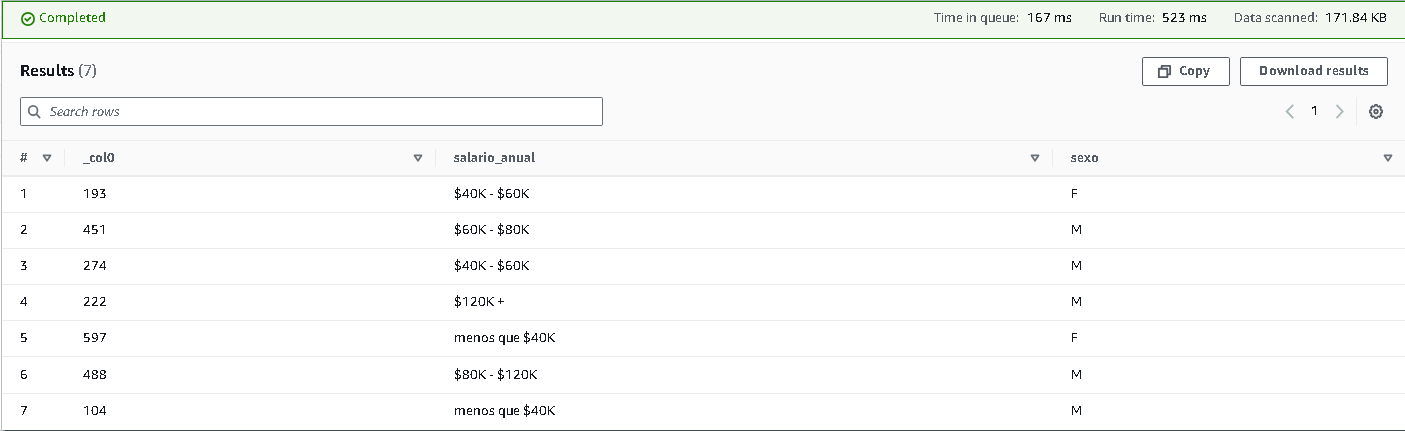 Completed Time in queue: 167 ms Run time: 523 ms Data scanned: 171.84 KB
Results (7) Copy Download results
Search rows 1
# _col0 salario_anual sexo
1 193 $40K - $60K F
2 451 $60K - $80K M
3 274 $40K - $60K M
4 222 $120K + M
5 597 menos que $40K F
6 488 $80K - $120K M
7 104 menos que $40K M